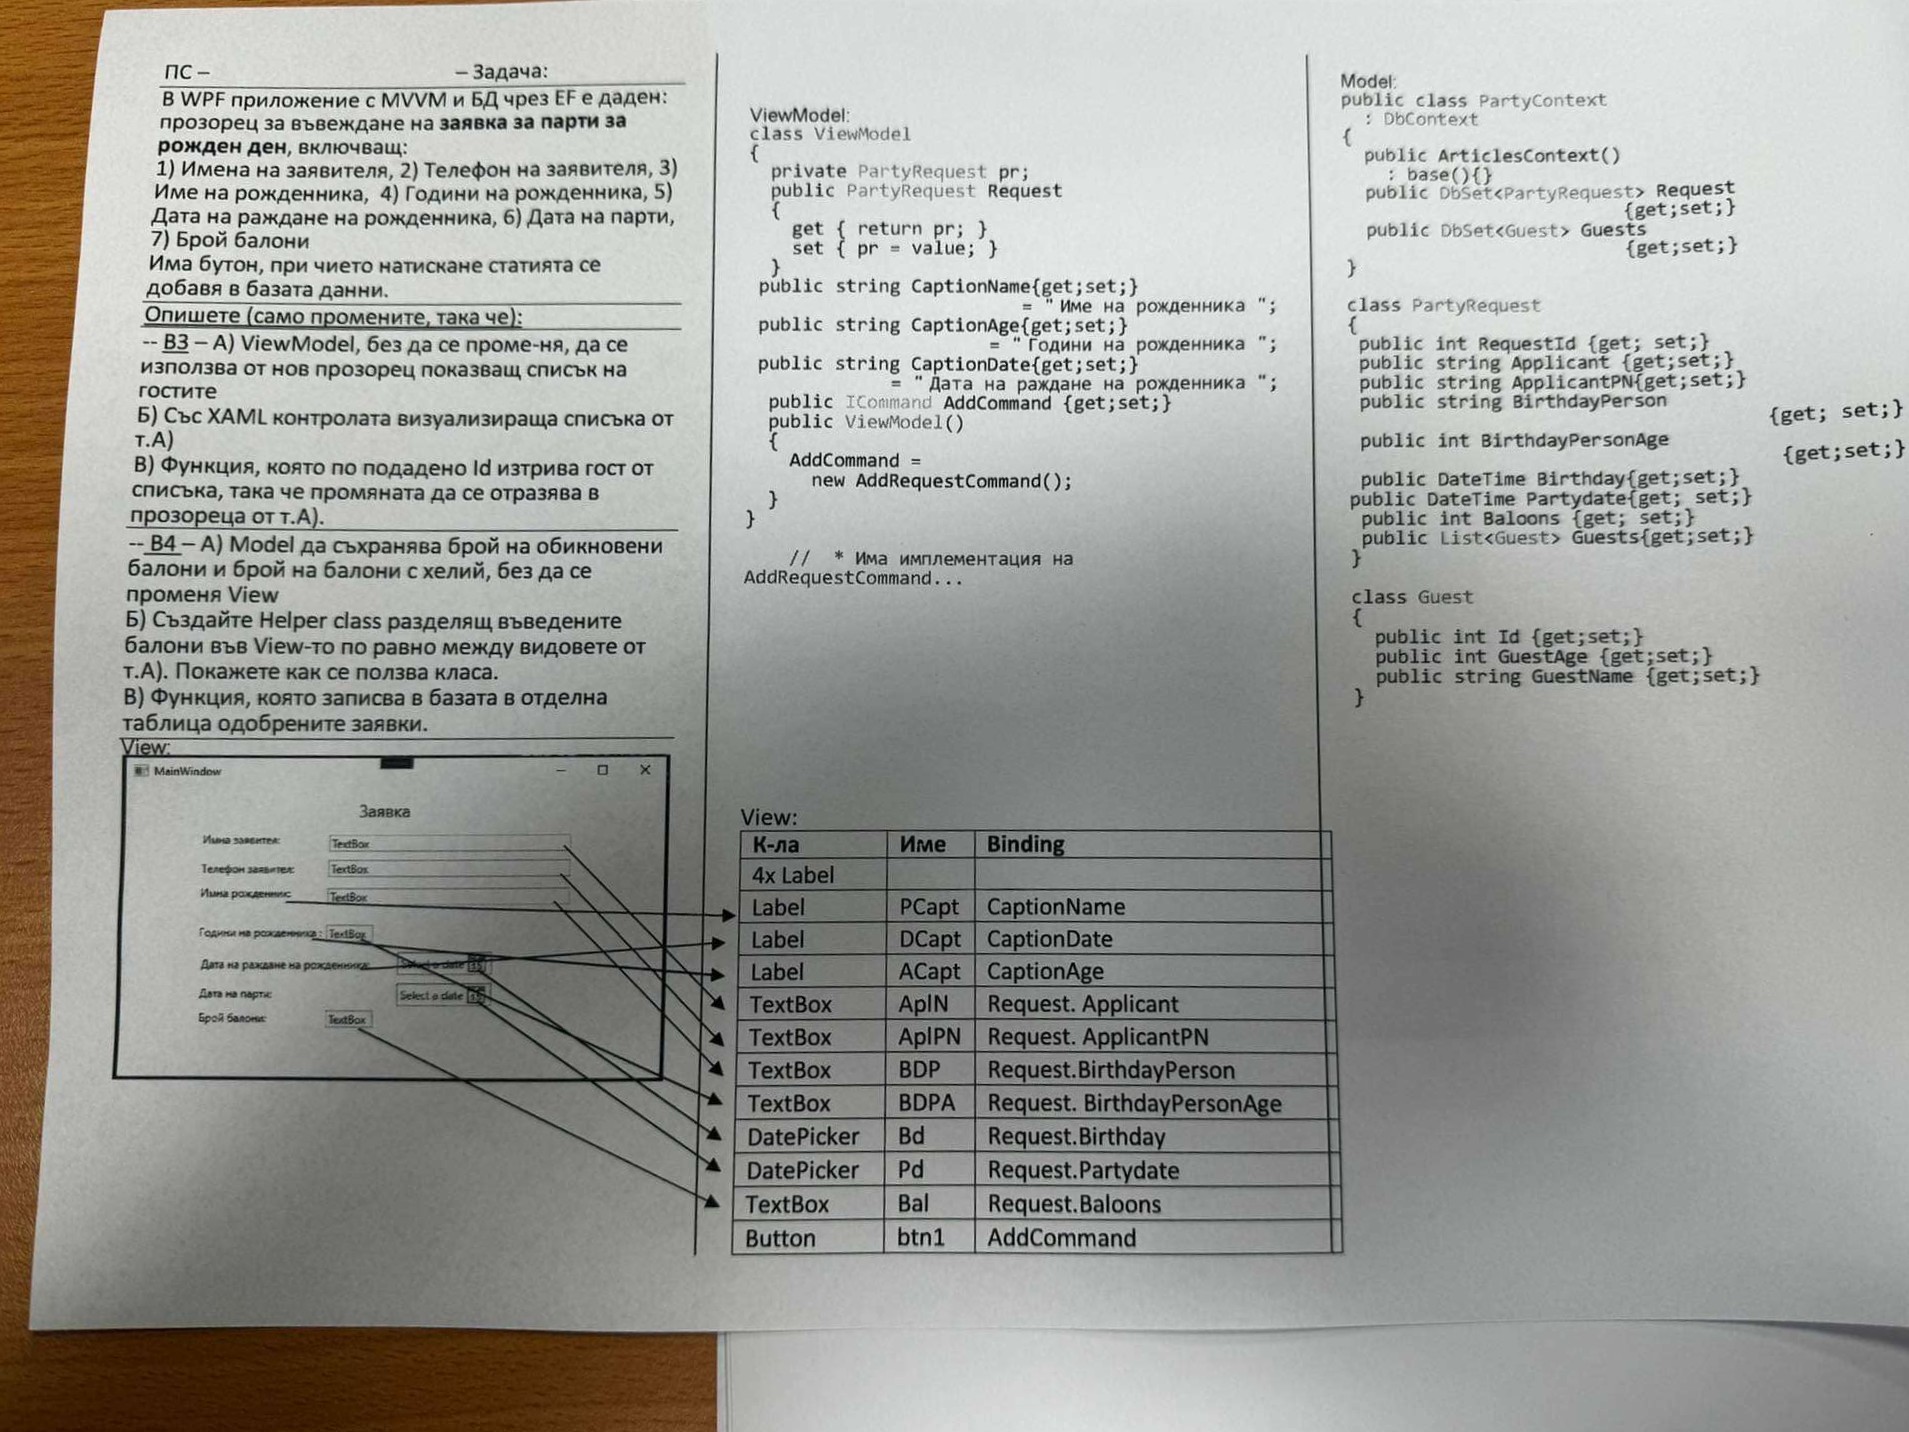 ПС –    – Задача:
В WPF приложение с MVVM и БД чрез EF е даден:
прозорец за въвеждане на заявка за парти за
рожден ден, включващ:
1) Имена на заявителя, 2) Телефон на заявителя, 3)
Име на рожденника, 4) Години на рожденника, 5)
Дата на раждане на рожденника, 6) Дата на парти,
7) Брой балони
Има бутон, при чието натискане статията се
добавя в базата данни.
Опишете (само промените, така че):
-- В3 – А) ViewModel, без да се проме-ня, да се
използва от нов прозорец показващ списък на
гостите
Б) Със XAML контролата визуализираща списъка от
т.А)
В) Функция, която по подадено Id изтрива гост от
списъка, така че промяната да се отразява в
прозореца от т.А).
-- В4 – А) Model да съхранява брой на обикновени
балони и брой на балони с хелий, без да се
променя View
Б) Създайте Helper class разделящ въведените
балони във View-то по равно между видовете от
т.А). Покажете как се ползва класа.
В) Функция, която записва в базата в отделна
таблица одобрените заявки.
View:
MainWindow
Заявка
Имна заявител: TextBox
Телефон заявител: TextBox
Имна рожденник: TextBox
Години на рожденника : TextBox
Дата на раждане на рожденника: Select a date 15
Дата на парти: Select a date 15
Брой балони: TextBox
ViewModel:
class ViewModel
{
private PartyRequest pr;
public PartyRequest Request
{
get { return pr; }
set { pr = value; }
}
public string CaptionName{get;set;}
= " Име на рожденника ";
public string CaptionAge{get;set;}
= " Години на рожденника ";
public string CaptionDate{get;set;}
= " Дата на раждане на рожденника ";
public ICommand AddCommand {get;set;}
public ViewModel()
{
AddCommand =
new AddRequestCommand();
}
}
// * Има имплементация на
AddRequestCommand...
View:
К-ла Име Binding
4x Label
Label PCapt CaptionName
Label DCapt CaptionDate
Label ACapt CaptionAge
TextBox AplN Request. Applicant
TextBox AplPN Request. ApplicantPN
TextBox BDP Request.BirthdayPerson
TextBox BDPA Request. BirthdayPersonAge
DatePicker Bd Request.Birthday
DatePicker Pd Request.Partydate
TextBox Bal Request.Baloons
Button btn1 AddCommand
Model:
public class PartyContext
: DbContext
{
public ArticlesContext()
: base(){}
public DbSet<PartyRequest> Request
{get;set;}
public DbSet<Guest> Guests
{get;set;}
}
class PartyRequest
{
public int RequestId {get; set;}
public string Applicant {get;set;}
public string ApplicantPN{get;set;}
public string BirthdayPerson
{get; set;}
public int BirthdayPersonAge
{get;set;}
public DateTime Birthday{get;set;}
public DateTime Partydate{get; set;}
public int Baloons {get; set;}
public List<Guest> Guests{get;set;}
}
class Guest
{
public int Id {get;set;}
public int GuestAge {get;set;}
public string GuestName {get;set;}
}